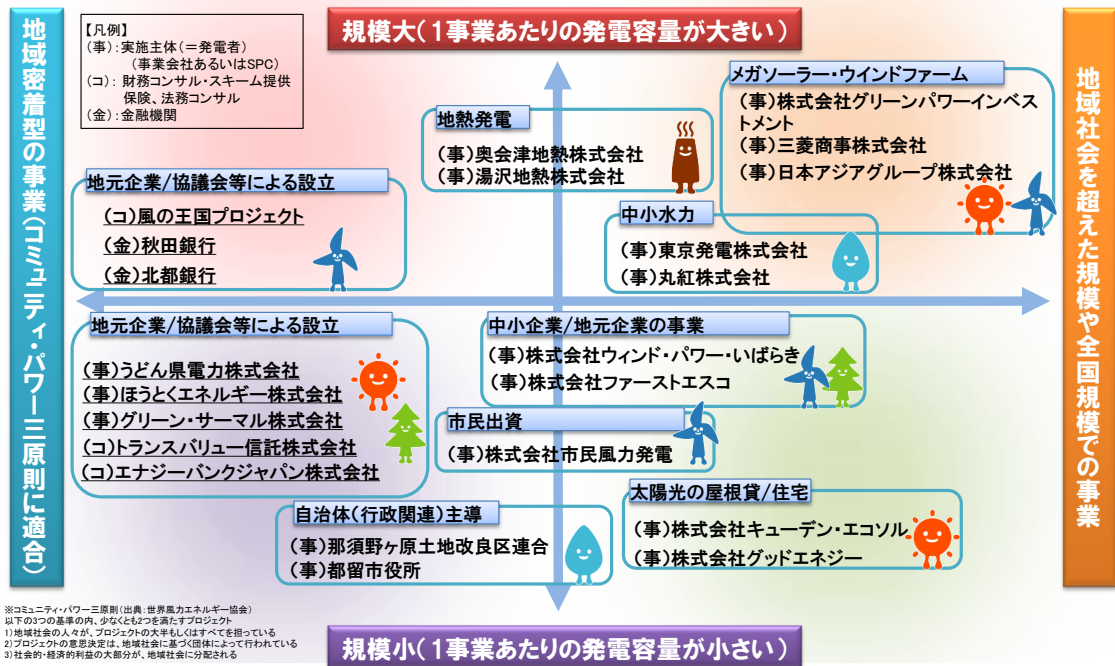 規模大(1事業あたりの発電容量が大きい)
地域密着型の事業(コミュニティ・パワー三原則に適合)
地域社会を超えた規模や全国規模での事業
【凡例】
(事):実施主体(=発電者)
(事業会社あるいはSPC)
(コ):財務コンサル・スキーム提供
保険、法務コンサル
(金):金融機関
メガソーラー・ウインドファーム
(事)株式会社グリーンパワーインベス
トメント
(事)三菱商事株式会社
(事)日本アジアグループ株式会社
地熱発電
(事)奥会津地熱株式会社
(事)湯沢地熱株式会社
地元企業/協議会等による設立
(コ)風の王国プロジェクト
(金)秋田銀行
(金)北都銀行
中小水力
(事)東京発電株式会社
(事)丸紅株式会社
地元企業/協議会等による設立
(事)うどん県電力株式会社
(事)ほうとくエネルギー株式会社
(事)グリーン・サーマル株式会社
(コ)トランスバリュー信託株式会社
(コ)エナジーバンクジャパン株式会社
中小企業/地元企業の事業
(事)株式会社ウィンド・パワー・いばらき
(事)株式会社ファーストエスコ
市民出資
(事)株式会社市民風力発電
太陽光の屋根貸/住宅
(事)株式会社キューデン・エコソル
(事)株式会社グッドエネジー
自治体(行政関連)主導
(事)那須野ヶ原土地改良区連合
(事)都留市役所
※コミュニティ・パワー三原則(出典:世界風力エネルギー協会)
以下の3つの基準の内、少なくとも2つを満たすプロジェクト
1)地域社会の人々が、プロジェクトの大半もしくはすべてを担っている
2)プロジェクトの意思決定は、地域社会に基づく団体によって行われている
3)社会的・経済的利益の大部分が、地域社会に分配される
規模小(1事業あたりの発電容量が小さい)